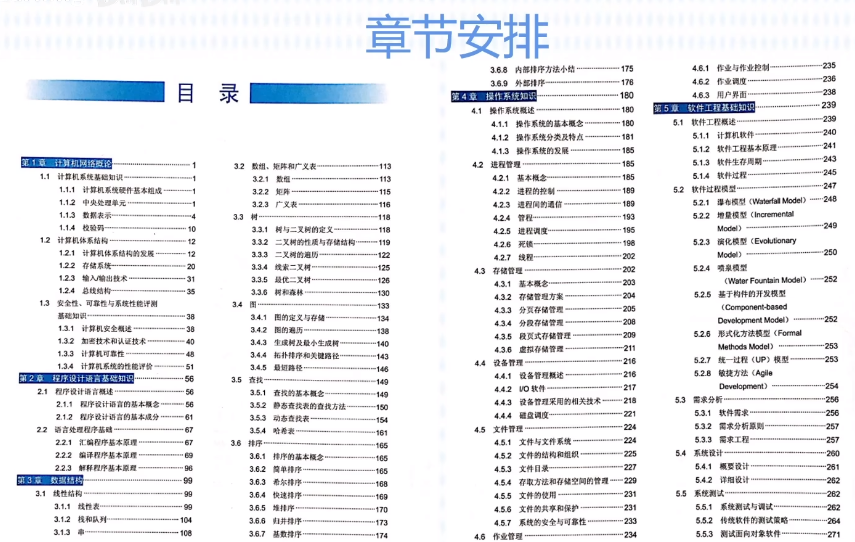 章节安排
目 录
第1章 计算机网络概论 1
1.1 计算机系统基础知识 1
1.1.1 计算机系统硬件基本组成 1
1.1.2 中央处理单元 1
1.1.3 数据表示 4
1.1.4 校验码 10
1.2 计算机体系结构 12
1.2.1 计算机体系结构的发展 12
1.2.2 存储系统 20
1.2.3 输入/输出技术 31
1.2.4 总线结构 35
1.3 安全性、可靠性与系统性能评测
基础知识 38
1.3.1 计算机安全概述 38
1.3.2 加密技术和认证技术 40
1.3.3 计算机可靠性 48
1.3.4 计算机系统的性能评价 51
第2章 程序设计语言基础知识 56
2.1 程序设计语言概述 56
2.1.1 程序设计语言的基本概念 56
2.1.2 程序设计语言的基本成分 61
2.2 语言处理程序基础 67
2.2.1 汇编程序基本原理 67
2.2.2 编译程序基本原理 69
2.2.3 解释程序基本原理 96
第3章 数据结构 99
3.1 线性结构 99
3.1.1 线性表 99
3.1.2 栈和队列 104
3.1.3 串 108
3.2 数组、矩阵和广义表 113
3.2.1 数组 113
3.2.2 矩阵 115
3.2.3 广义表 116
3.3 树 118
3.3.1 树与二叉树的定义 118
3.3.2 二叉树的性质与存储结构 119
3.3.3 二叉树的遍历 122
3.3.4 线索二叉树 125
3.3.5 最优二叉树 126
3.3.6 树和森林 130
3.4 图 133
3.4.1 图的定义与存储 134
3.4.2 图的遍历 138
3.4.3 生成树及最小生成树 140
3.4.4 拓扑排序和关键路径 143
3.4.5 最短路径 146
3.5 查找 149
3.5.1 查找的基本概念 149
3.5.2 静态查找表的查找方法 150
3.5.3 动态查找表 154
3.5.4 哈希表 161
3.6 排序 165
3.6.1 排序的基本概念 165
3.6.2 简单排序 165
3.6.3 希尔排序 168
3.6.4 快速排序 169
3.6.5 堆排序 170
3.6.6 归并排序 173
3.6.7 基数排序 174
3.6.8 内部排序方法小结 175
3.6.9 外部排序 176
第4章 操作系统知识 180
4.1 操作系统概述 180
4.1.1 操作系统的基本概念 180
4.1.2 操作系统分类及特点 181
4.1.3 操作系统的发展 185
4.2 进程管理 185
4.2.1 基本概念 185
4.2.2 进程的控制 189
4.2.3 进程间的通信 189
4.2.4 管程 193
4.2.5 进程调度 195
4.2.6 死锁 198
4.2.7 线程 202
4.3 存储管理 202
4.3.1 基本概念 203
4.3.2 存储管理方案 204
4.3.3 分页存储管理 205
4.3.4 分段存储管理 208
4.3.5 段页式存储管理 209
4.3.6 虚拟存储管理 211
4.4 设备管理 216
4.4.1 设备管理概述 216
4.4.2 I/O 软件 217
4.4.3 设备管理采用的相关技术 218
4.4.4 磁盘调度 221
4.5 文件管理 224
4.5.1 文件与文件系统 224
4.5.2 文件的结构和组织 225
4.5.3 文件目录 227
4.5.4 存取方法和存储空间的管理 229
4.5.5 文件的使用 231
4.5.6 文件的共享和保护 231
4.5.7 系统的安全与可靠性 233
4.6 作业管理 234
4.6.1 作业与作业控制 235
4.6.2 作业调度 236
4.6.3 用户界面 238
第5章 软件工程基础知识 239
5.1 软件工程概述 239
5.1.1 计算机软件 240
5.1.2 软件工程基本原理 241
5.1.3 软件生存周期 243
5.1.4 软件过程 245
5.2 软件过程模型 247
5.2.1 瀑布模型（Waterfall Model） 248
5.2.2 增量模型（Incremental
Model） 249
5.2.3 演化模型（Evolutionary
Model） 250
5.2.4 喷泉模型
（Water Fountain Model） 252
5.2.5 基于构件的开发模型
（Component-based
Development Model） 252
5.2.6 形式化方法模型（Formal
Methods Model） 253
5.2.7 统一过程（UP）模型 253
5.2.8 敏捷方法（Agile
Development） 254
5.3 需求分析 256
5.3.1 软件需求 256
5.3.2 需求分析原则 257
5.3.3 需求工程 257
5.4 系统设计 260
5.4.1 概要设计 261
5.4.2 详细设计 262
5.5 系统测试 262
5.5.1 系统测试与调试 262
5.5.2 传统软件的测试策略 264
5.5.3 测试面向对象软件 271